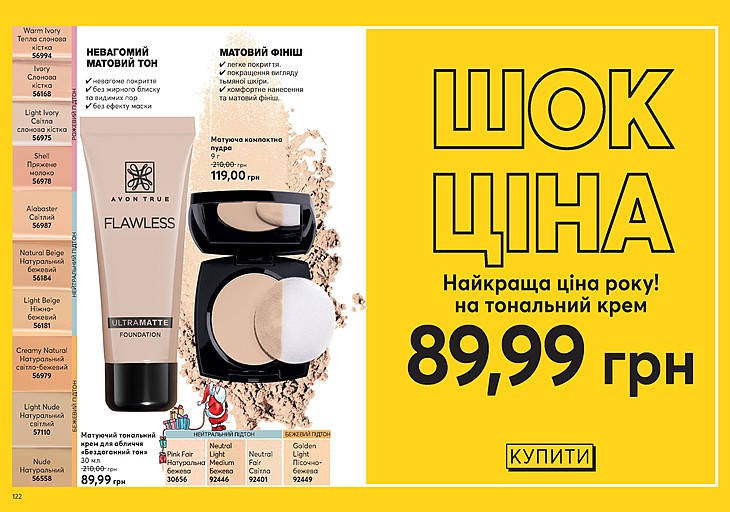 Warm Ivory
Тепла слонова
кістка
56994
Ivory
Слонова
кістка
56168
Light Ivory
Світла
слонова кістка
56975
Shell
Пряжене
молоко
56978
Alabaster
Світлий
56987
Natural Beige
Натуральний
бежевий
56184
Light Beige
Ніжно-
бежевий
56181
Creamy Natural
Натуральний
світло-бежевий
56979
Light Nude
Натуральний
світлий
57110
Nude
Натуральний
56558
РОЖЕВИЙ ПІДТОН
НЕЙТРАЛЬНИЙ ПІДТОН
БЕЖЕВИЙ ПІДТОН
НЕВАГОМИЙ
МАТОВИЙ ТОН
✓ невагоме покриття
✓ без жирного блиску
та видимих пор
✓ без ефекту маски
МАТОВИЙ ФІНІШ
✓ легке покриття.
✓ покращення вигляду
тьмяної шкіри.
✓ комфортне нанесення
та матовий фініш.
Матуюча компактна
пудра
9 г
210,00 грн
119,00 грн
AVON TRUE
FLAWLESS
ULTRAMATTE
FOUNDATION
Матуючий тональний
крем для обличчя
«Бездоганний тон»
30 мл
210,00 грн
89,99 грн
НЕЙТРАЛЬНИЙ ПІДТОН
БЕЖЕВИЙ ПІДТОН
Pink Fair
Натуральна
бежева
30656
Neutral
Light
Medium
Бежева
92446
Neutral
Fair
Світла
92401
Golden
Light
Пісочно-
бежева
92449
122
ШОК
ЦІНА
Найкраща ціна року!
на тональний крем
89,99 грн
КУПИТИ